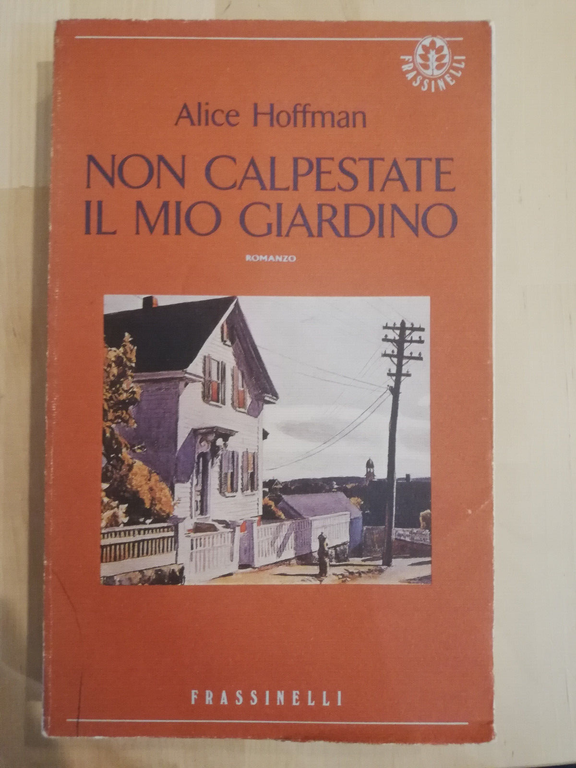 FRASSINELLI
Alice Hoffman
NON CALPESTATE
IL MIO GIARDINO
ROMANZO
FRASSINELLI